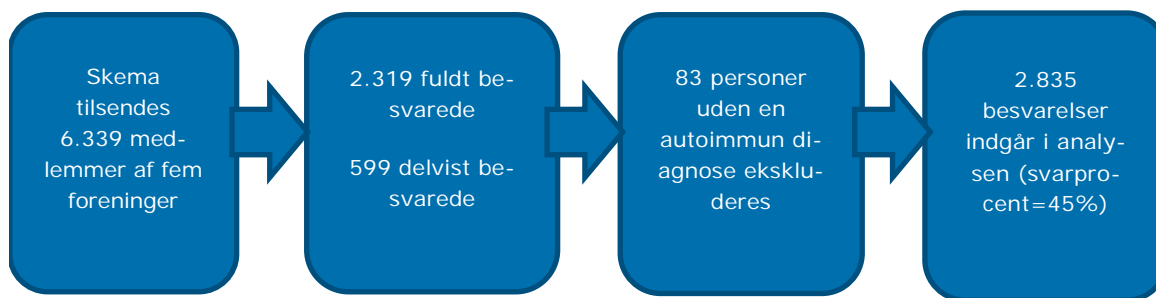 Skema
tilsendes
6.339 med-
lemmer af fem
foreninger
2.319 fuldt be-
svarede
599 delvist be-
svarede
83 personer
uden en
autoimmun di-
agnose eksklu-
deres
2.835
besvarelser
indgår i analy-
sen (svarpro-
cent=45%)